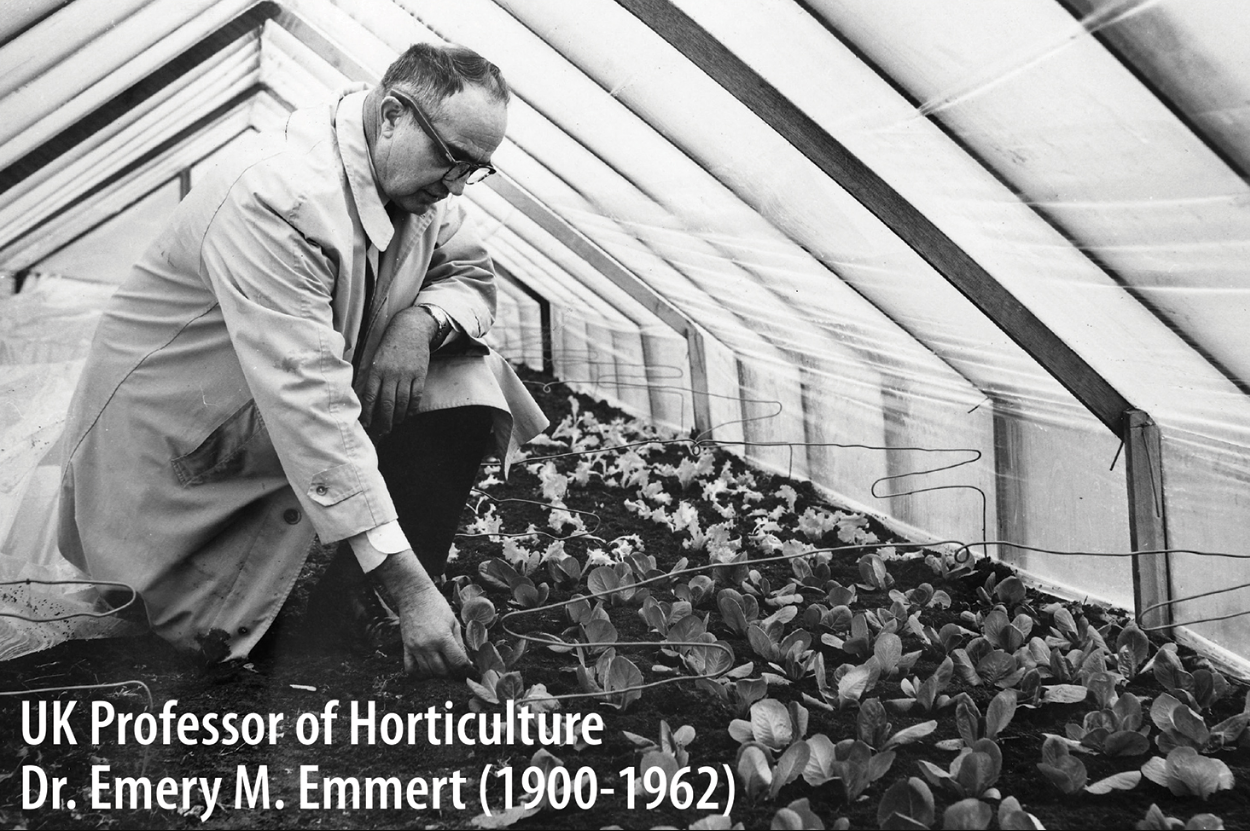 UK Professor of Horticulture
Dr. Emery M. Emmert (1900-1962)